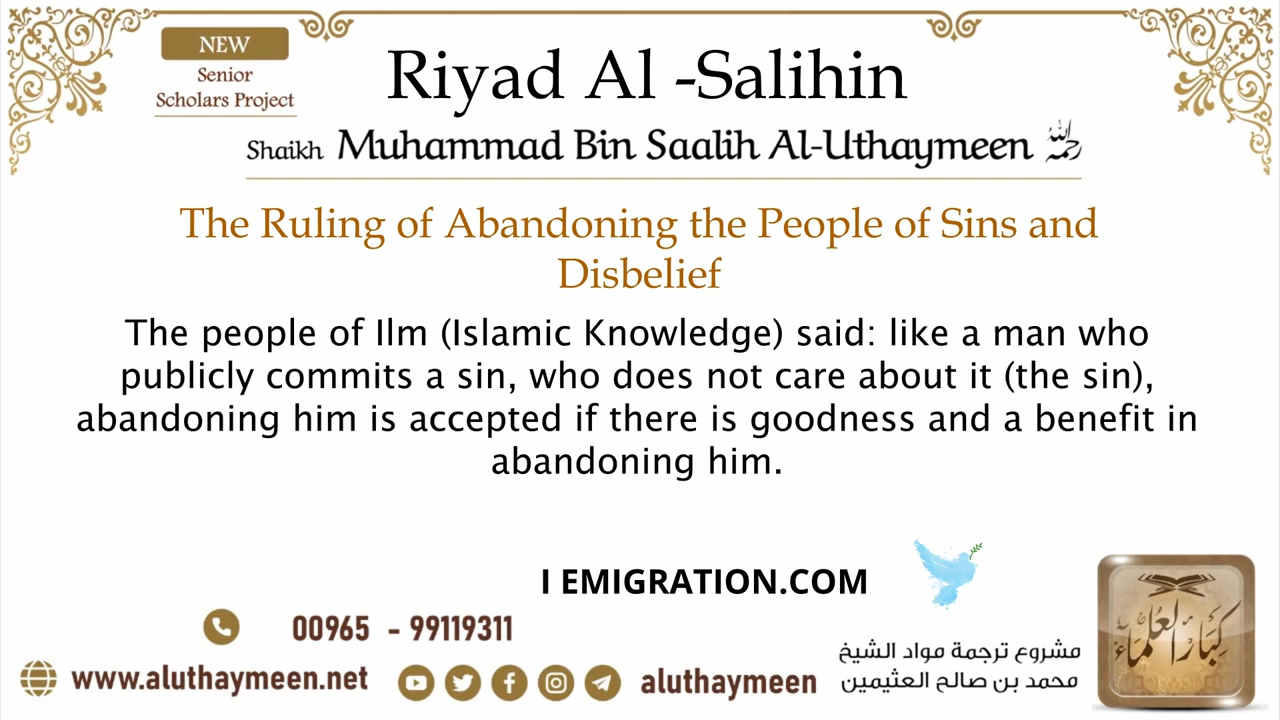 NEW
Senior
Scholars Project
Riyad Al -Salihin
Shaikh Muhammad Bin Saalih Al-Uthaymeen رحمه الله
The Ruling of Abandoning the People of Sins and
Disbelief
The people of Ilm (Islamic Knowledge) said: like a man who
publicly commits a sin, who does not care about it (the sin),
abandoning him is accepted if there is goodness and a benefit in
abandoning him.
I EMIGRATION.COM
00965 - 99119311
www.aluthaymeen.net
aluthaymeen
مشروع ترجمة مواد الشيخ
محمد بن صالح العثيمين
كبار العلماء